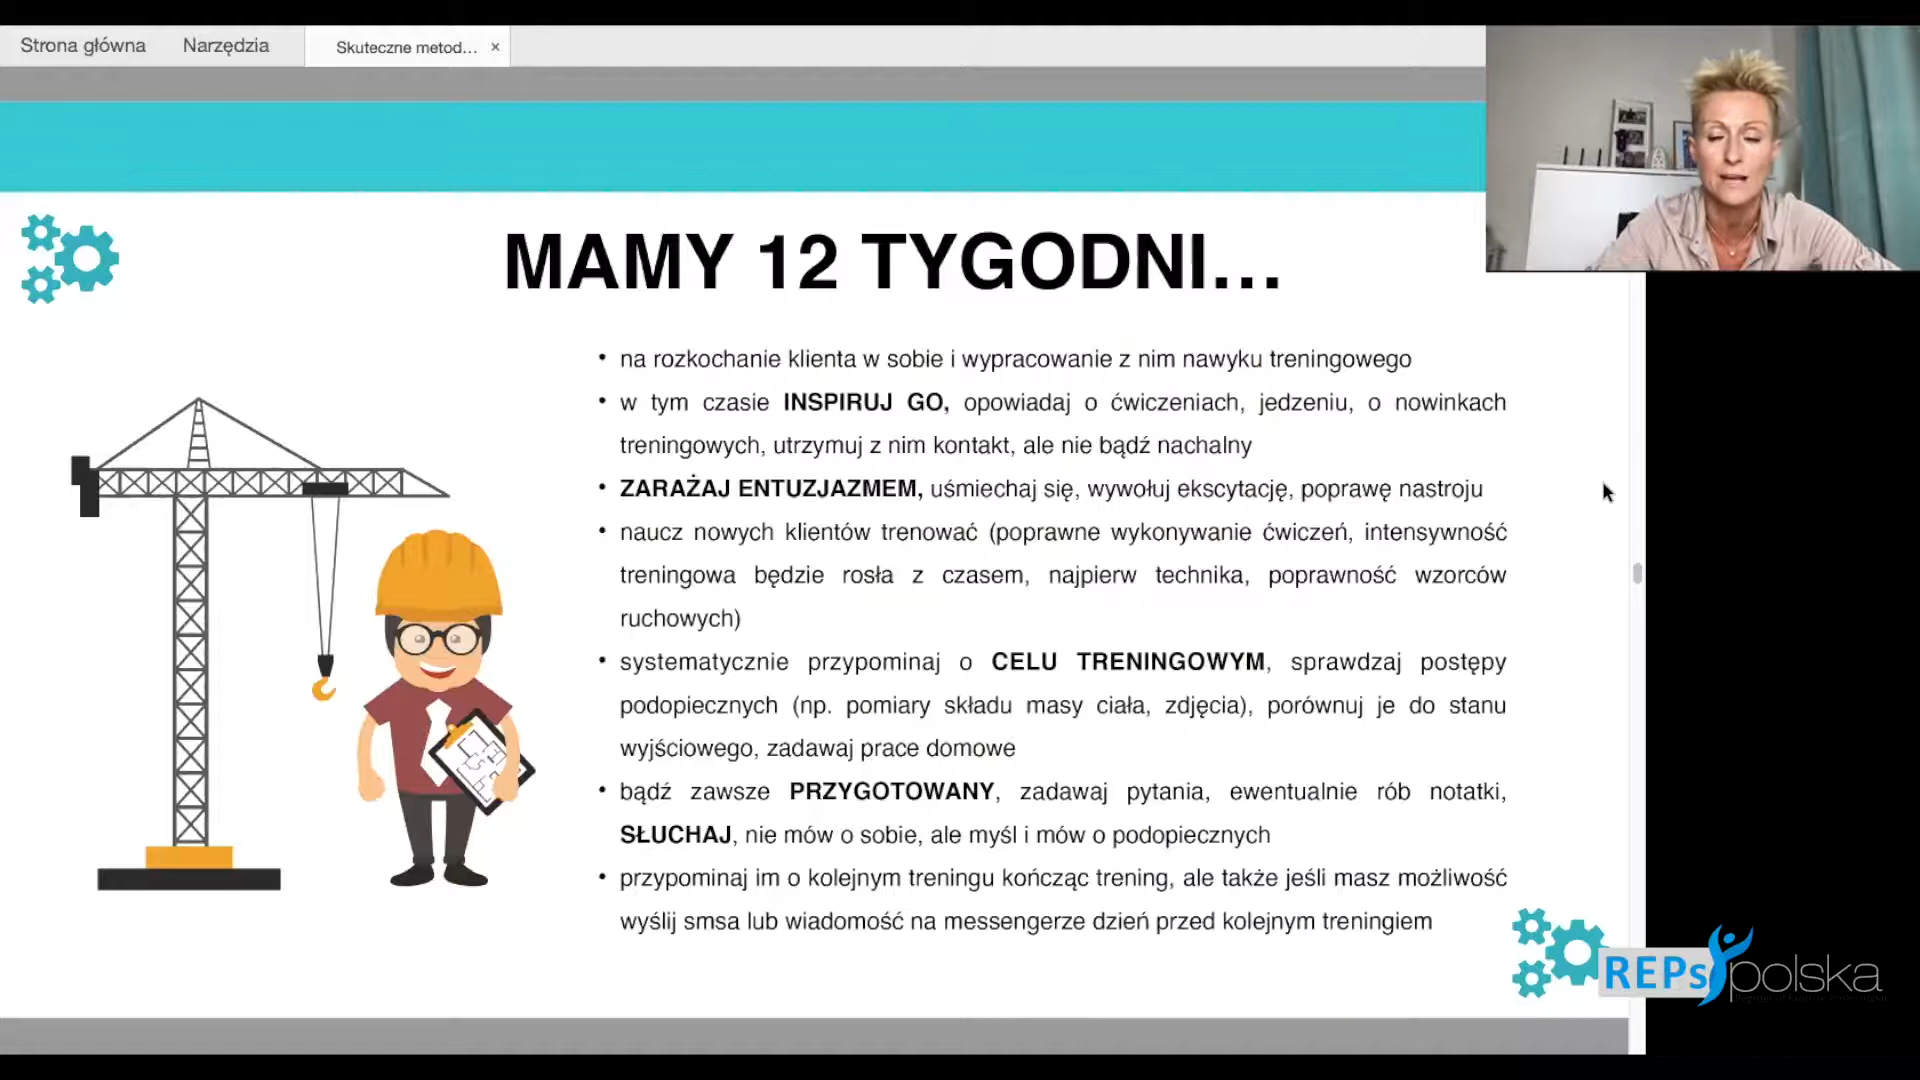 Strona główna
Narzędzia
Skuteczne metod... ×
MAMY 12 TYGODNI...
• na rozkochanie klienta w sobie i wypracowanie z nim nawyku treningowego
• w tym czasie INSPIRUJ GO, opowiadaj o ćwiczeniach, jedzeniu, o nowinkach
treningowych, utrzymuj z nim kontakt, ale nie bądź nachalny
• ZARAŻAJ ENTUZJAZMEM, uśmiechaj się, wywołuj ekscytację, poprawę nastroju
• naucz nowych klientów trenować (poprawne wykonywanie ćwiczeń, intensywność
treningowa będzie rosła z czasem, najpierw technika, poprawność wzorców
ruchowych)
• systematycznie przypominaj o CELU TRENINGOWYM, sprawdzaj postępy
podopiecznych (np. pomiary składu masy ciała, zdjęcia), porównuj je do stanu
wyjściowego, zadawaj prace domowe
• bądź zawsze PRZYGOTOWANY, zadawaj pytania, ewentualnie rób notatki,
SŁUCHAJ, nie mów o sobie, ale myśl i mów o podopiecznych
• przypominaj im o kolejnym treningu kończąc trening, ale także jeśli masz możliwość
wyślij smsa lub wiadomość na messengerze dzień przed kolejnym treningiem
REPs polska